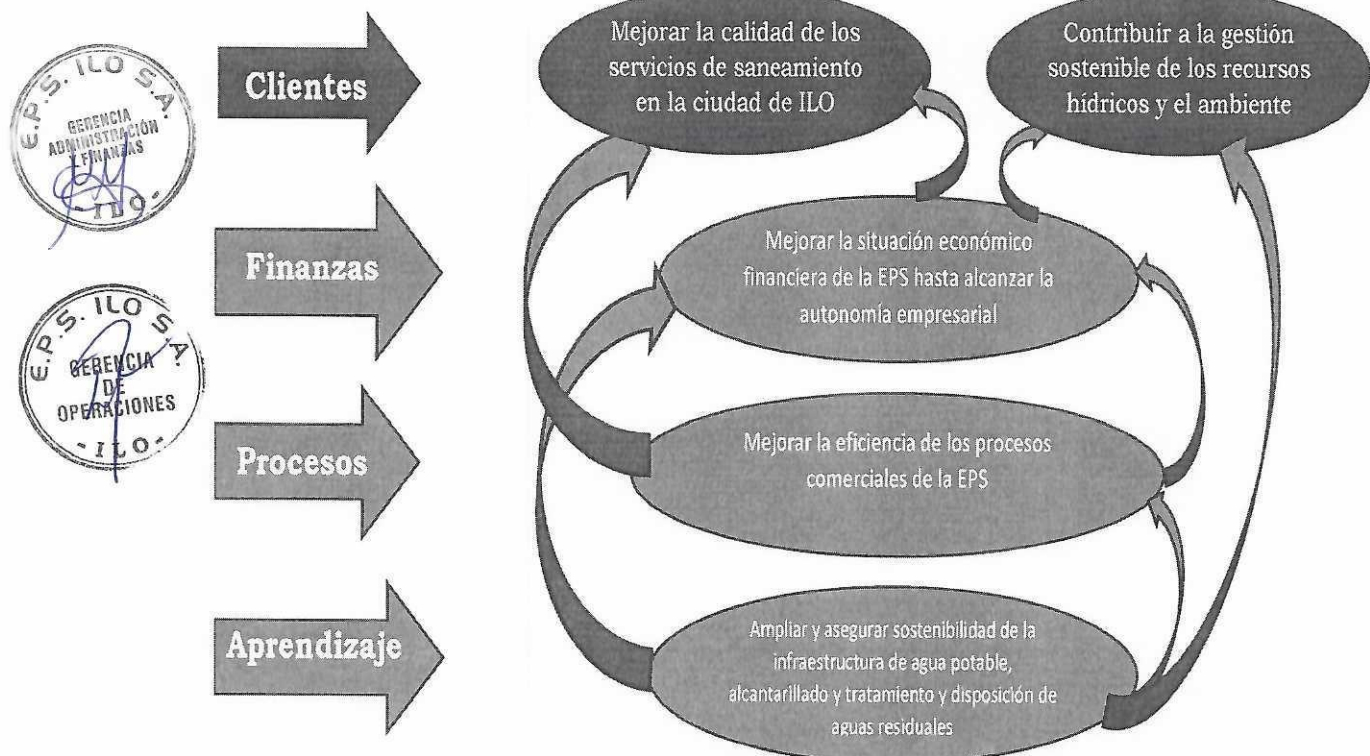 Clientes
Mejorar la calidad de los
servicios de saneamiento
en la ciudad de ILO
Contribuir a la gestión
sostenible de los recursos
hídricos y el ambiente
E.P.S. ILO S.A.
GERENCIA
ADMINISTRACIÓN
Y FINANZAS
- ILO -
Finanzas
Mejorar la situación económico
financiera de la EPS hasta alcanzar la
autonomía empresarial
E.P.S. ILO S.A.
GERENCIA
DE
OPERACIONES
- ILO -
Procesos
Mejorar la eficiencia de los procesos
comerciales de la EPS
Aprendizaje
Ampliar y asegurar sostenibilidad de la
infraestructura de agua potable,
alcantarillado y tratamiento y disposición de
aguas residuales